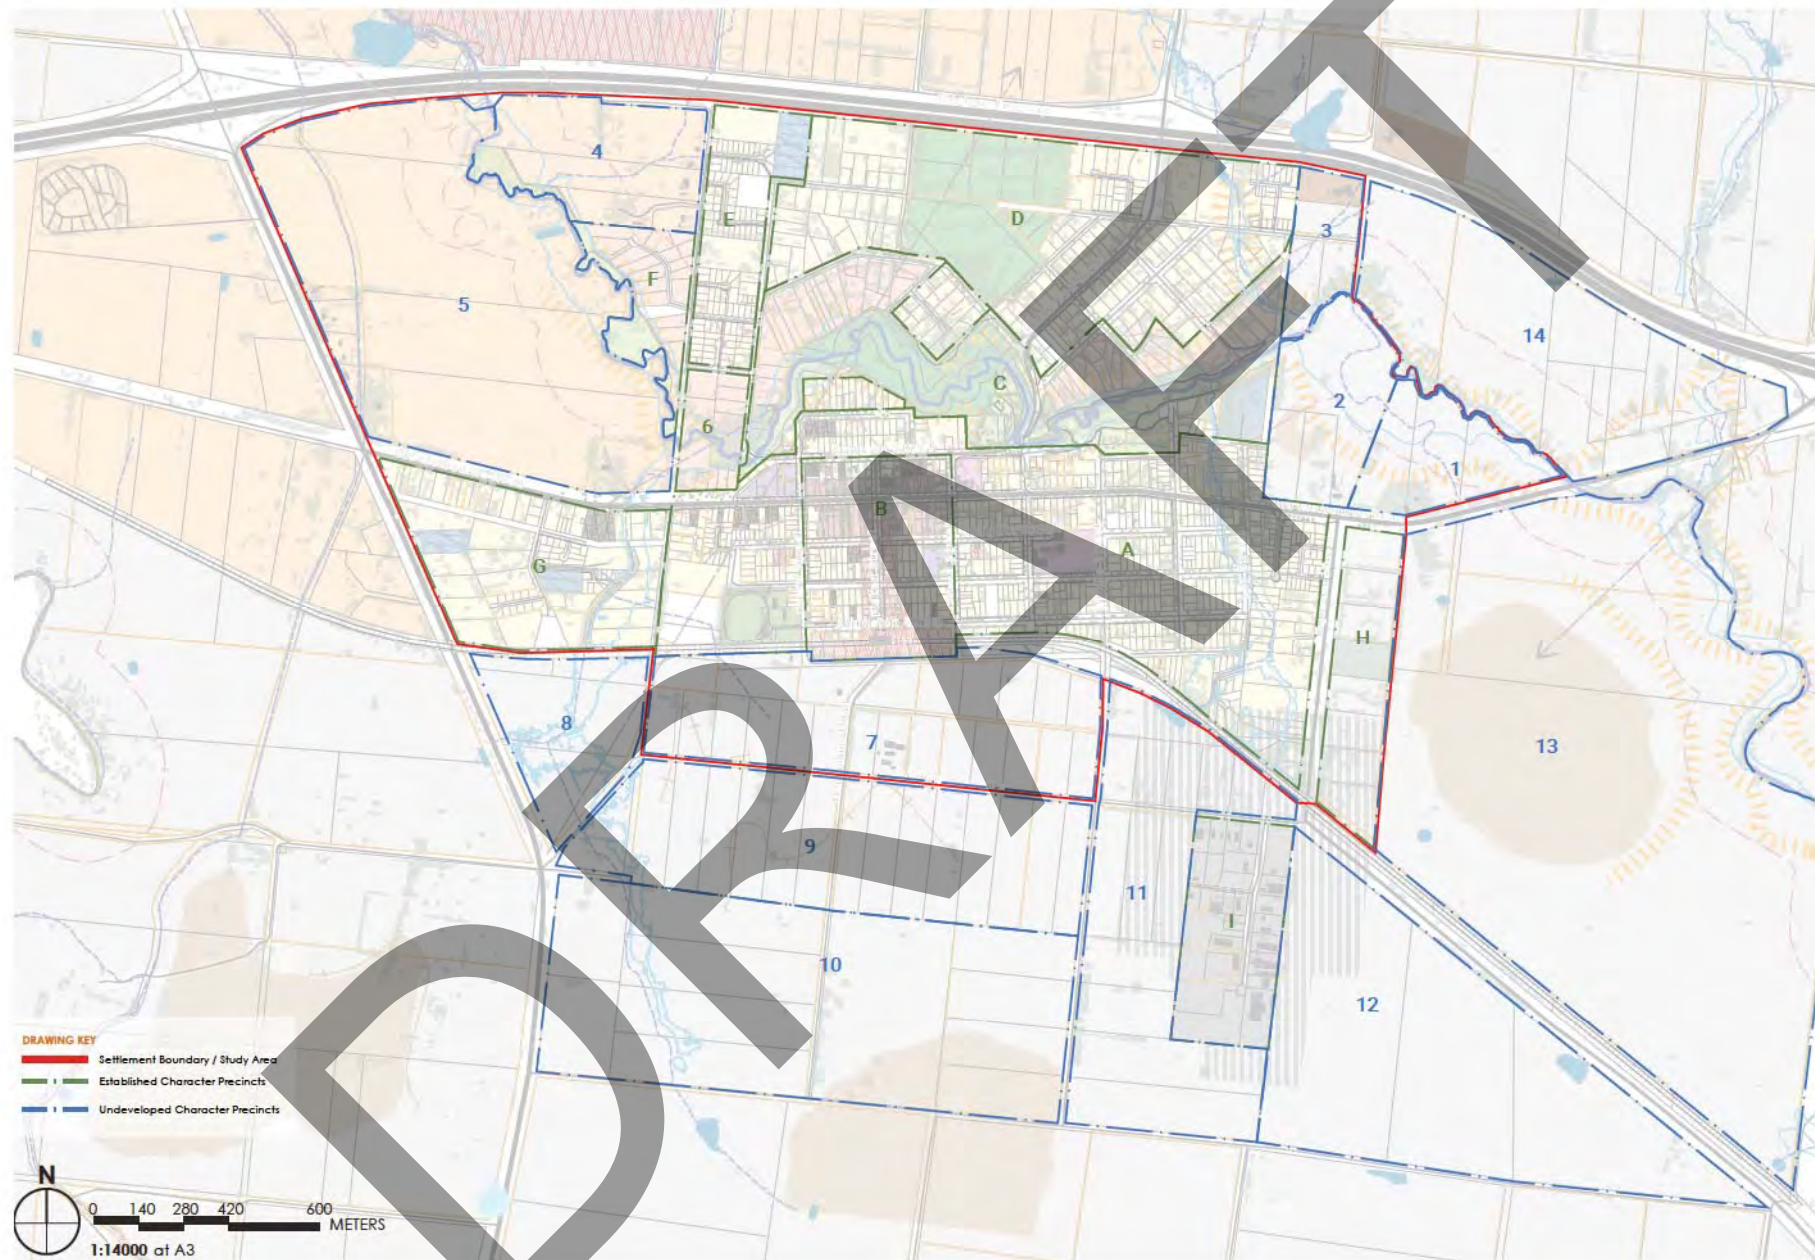 4
E
D
3
F
5
14
C
2
6
1
B
A
G
H
8
7
13
9
11
I
10
12
DRAFT
DRAWING KEY
Settlement Boundary / Study Area
Established Character Precincts
Undeveloped Character Precincts
N
0 140 280 420 600
METERS
1:14000 at A3